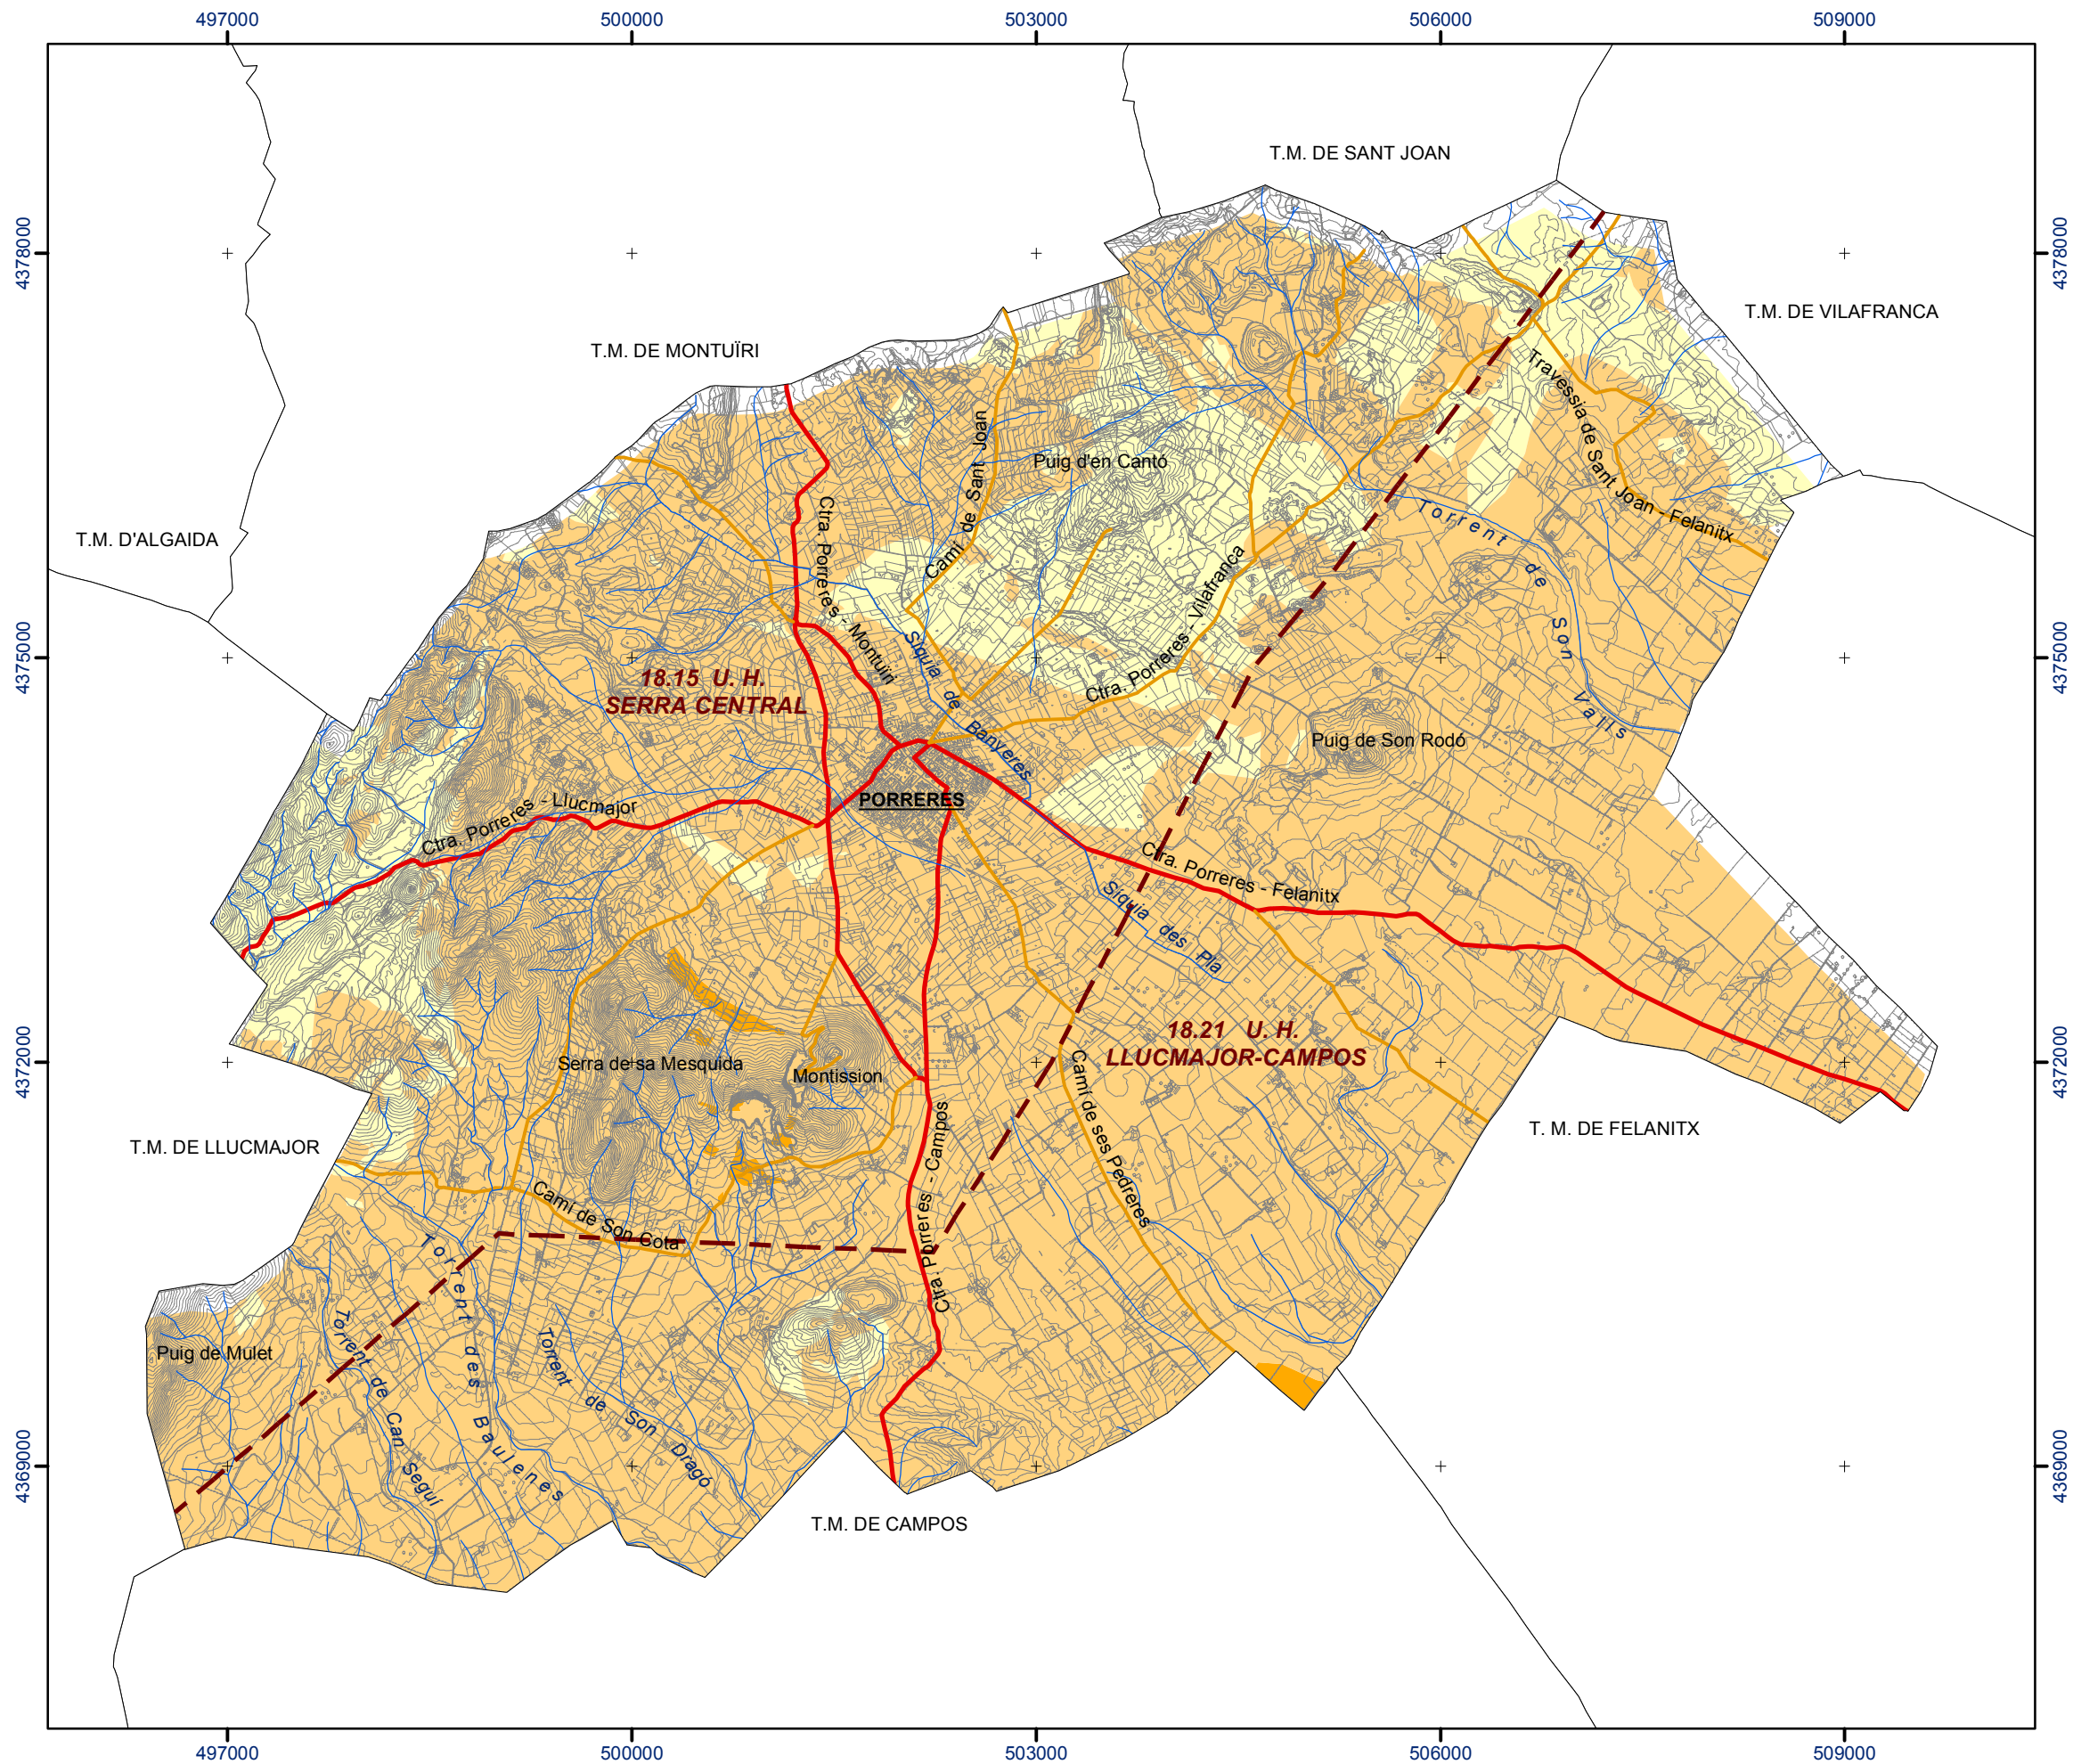 497000 500000 503000 506000 509000
T.M. DE SANT JOAN
4378000 4378000
T.M. DE VILAFRANCA
T.M. DE MONTUÏRI
Travessia de Sant Joan - Felanitx
Camí de Sant Joan
Puig d'en Cantó
Ctra. Porreres - Montuïri
Torrent de Son Valls
T.M. D'ALGAIDA
Ctra. Porreres - Vilafranca
4375000 4375000
Siquia de Banyeres
18.15 U. H.
SERRA CENTRAL
Puig de Son Rodó
PORRERES
Ctra. Porreres - Llucmajor
Ctra. Porreres - Felanitx
Siquia des Pla
4372000 4372000
18.21 U. H.
LLUCMAJOR-CAMPOS
Serra de sa Mesquida
Montission
Camí de ses Pedreres
T. M. DE FELANITX
T.M. DE LLUCMAJOR
Ctra. Porreres - Campos
Camí de Son Cota
Torrent des Baulenes
Torrent de Can Seguí
Torrent de Son Dragó
Puig de Mulet
4369000 4369000
T.M. DE CAMPOS
497000 500000 503000 506000 509000